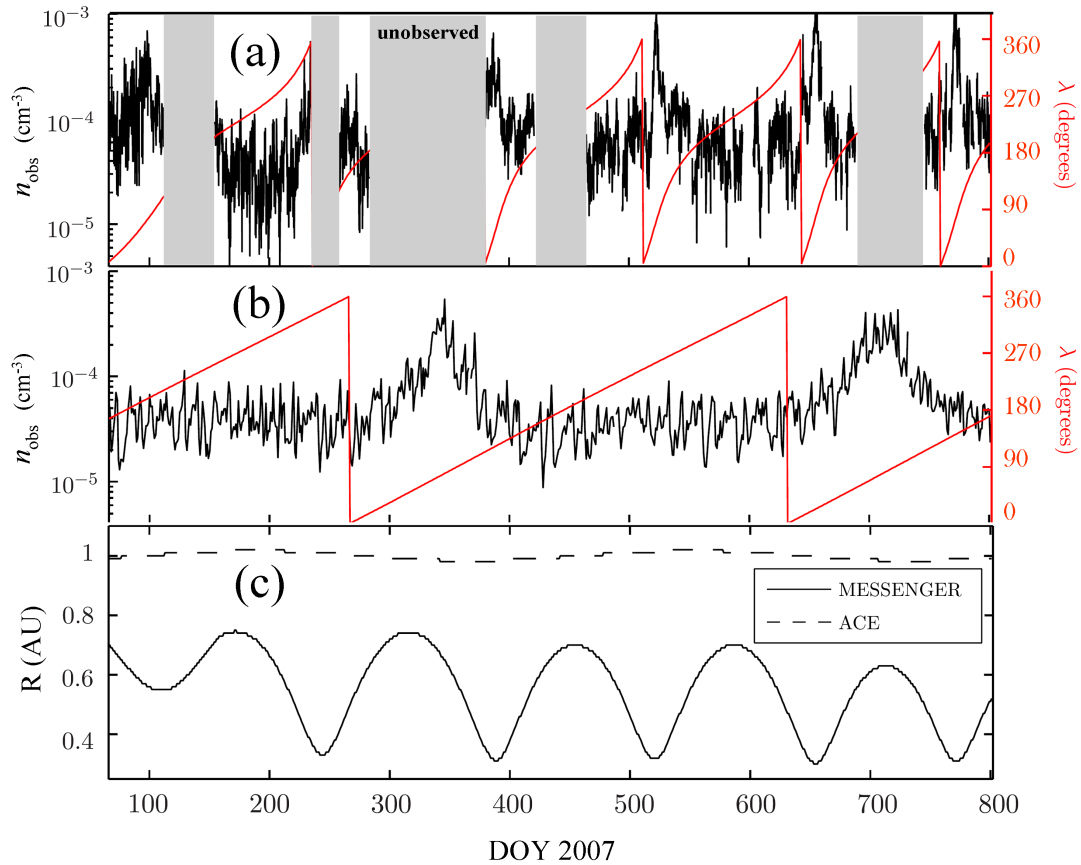 (a)
unobserved
10⁻³
10⁻⁴
10⁻⁵
n_obs (cm⁻³)
360
270
180
90
0
λ (degrees)
(b)
10⁻³
10⁻⁴
10⁻⁵
n_obs (cm⁻³)
360
270
180
90
0
λ (degrees)
(c)
1
0.8
0.6
0.4
R (AU)
MESSENGER
ACE
100 200 300 400 500 600 700 800
DOY 2007